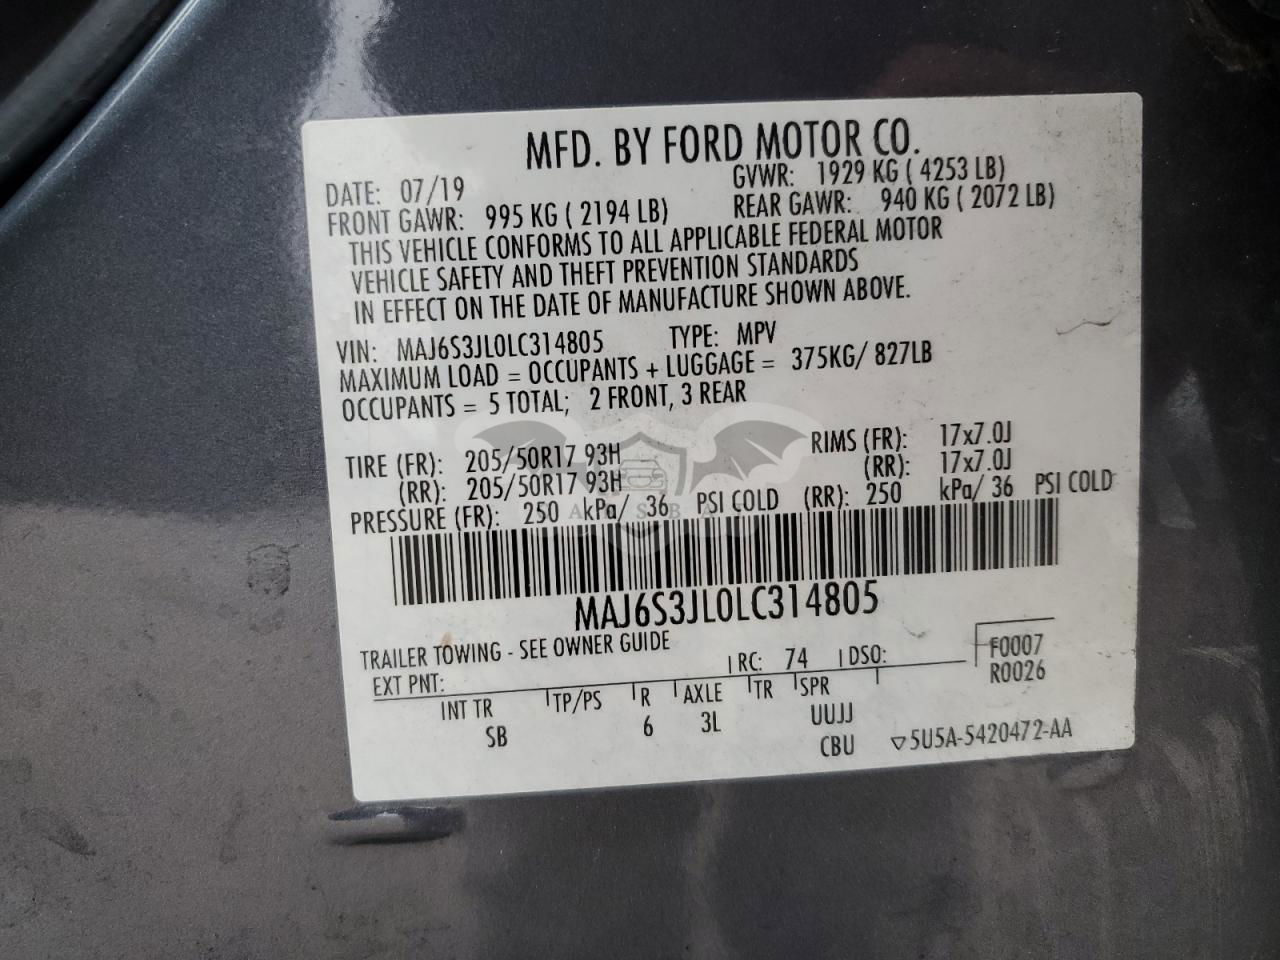 MFD. BY FORD MOTOR CO.
DATE: 07/19 GVWR: 1929 KG ( 4253 LB)
FRONT GAWR: 995 KG ( 2194 LB) REAR GAWR: 940 KG ( 2072 LB)
THIS VEHICLE CONFORMS TO ALL APPLICABLE FEDERAL MOTOR
VEHICLE SAFETY AND THEFT PREVENTION STANDARDS
IN EFFECT ON THE DATE OF MANUFACTURE SHOWN ABOVE.
VIN: MAJ6S3JL0LC314805 TYPE: MPV
MAXIMUM LOAD = OCCUPANTS + LUGGAGE = 375KG/ 827LB
OCCUPANTS = 5 TOTAL; 2 FRONT, 3 REAR
TIRE (FR): 205/50R17 93H RIMS (FR): 17x7.0J
(RR): 205/50R17 93H (RR): 17x7.0J
PRESSURE (FR): 250 kPa/ 36 PSI COLD (RR): 250 kPa/ 36 PSI COLD
MAJ6S3JL0LC314805
TRAILER TOWING - SEE OWNER GUIDE
EXT PNT: RC: 74 DSO: F0007
R0026
INT TR TP/PS R AXLE TR SPR
SB 6 3L UUJJ
CBU ▽5U5A-5420472-AA